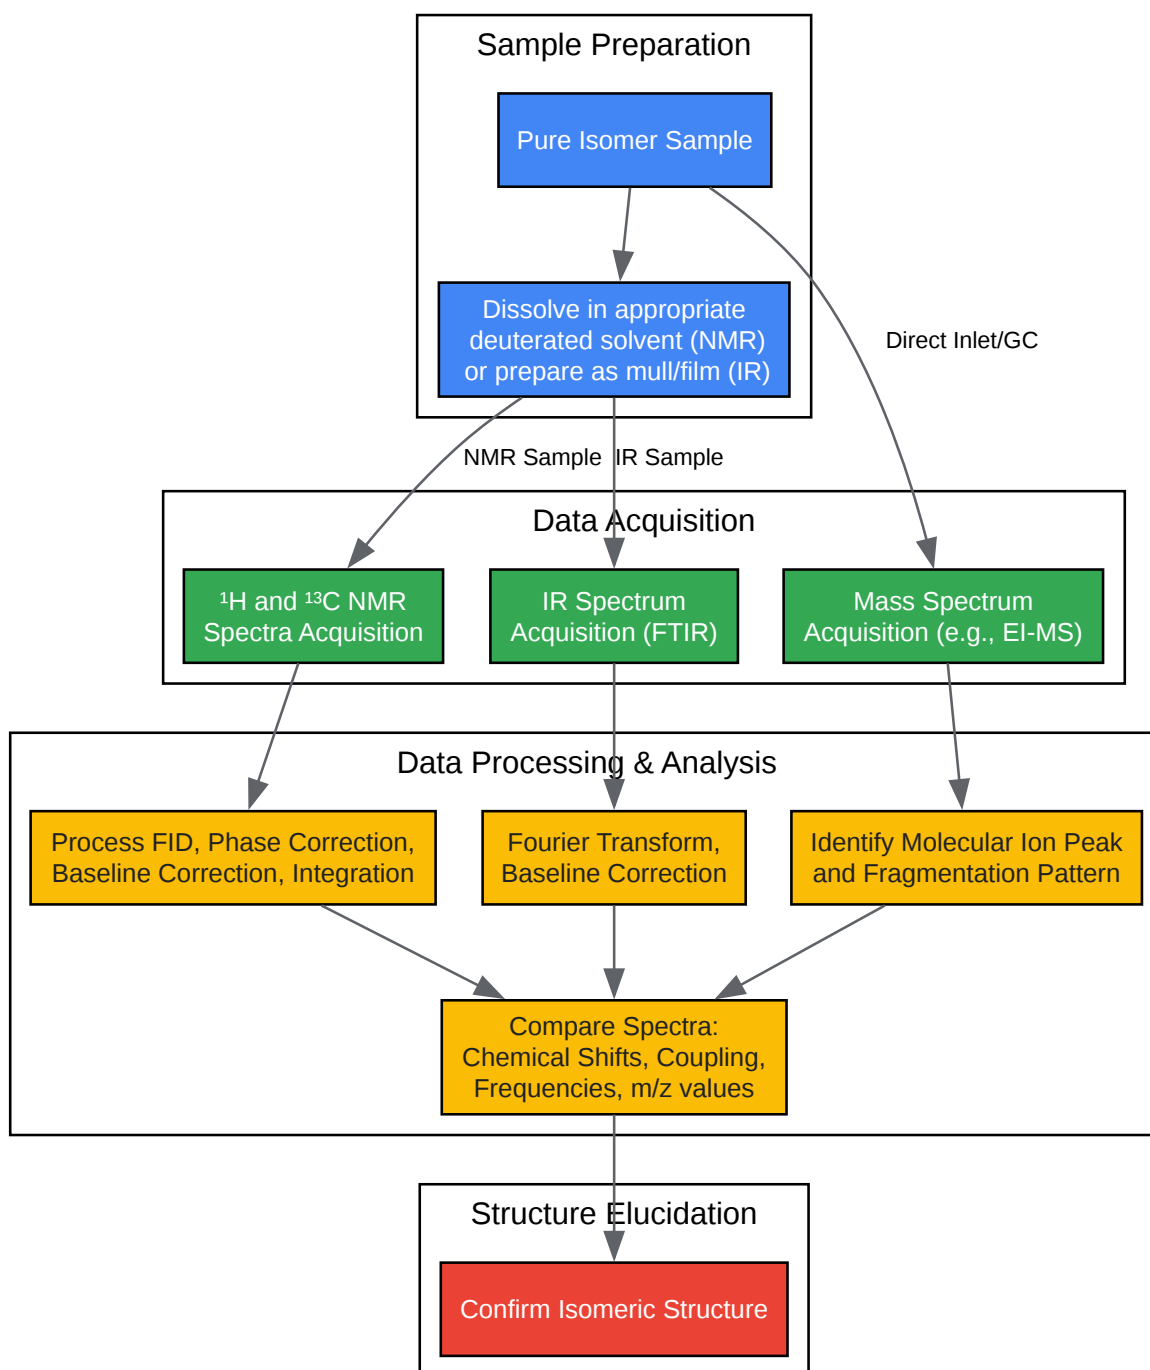 Sample Preparation
Pure Isomer Sample
Dissolve in appropriate
deuterated solvent (NMR)
or prepare as mull/film (IR)
Direct Inlet/GC
NMR Sample
IR Sample
Data Acquisition
¹H and ¹³C NMR
Spectra Acquisition
IR Spectrum
Acquisition (FTIR)
Mass Spectrum
Acquisition (e.g., EI-MS)
Data Processing & Analysis
Process FID, Phase Correction,
Baseline Correction, Integration
Fourier Transform,
Baseline Correction
Identify Molecular Ion Peak
and Fragmentation Pattern
Compare Spectra:
Chemical Shifts, Coupling,
Frequencies, m/z values
Structure Elucidation
Confirm Isomeric Structure